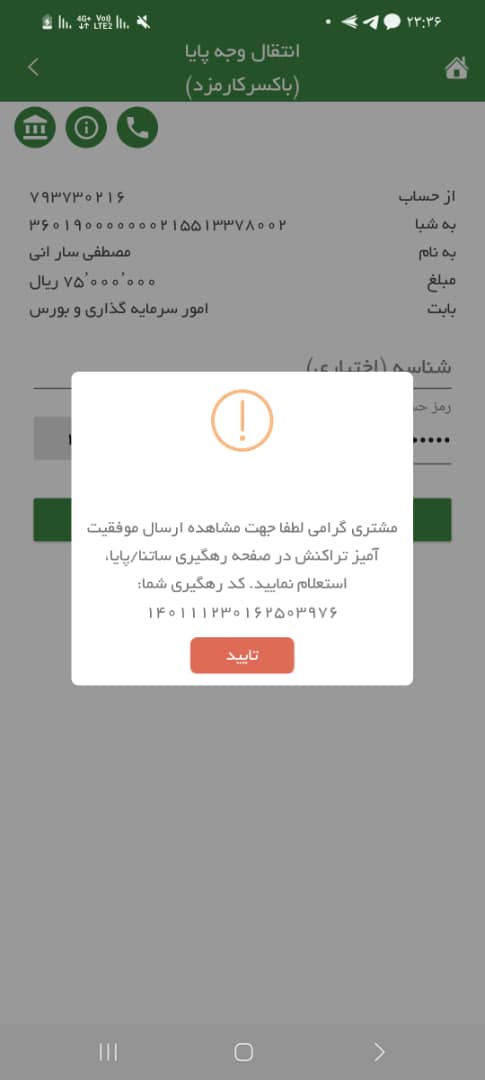 ۲۳:۳۶
4G+ Vo) LTE2
انتقال وجه پایا
(باکسرکارمزد)
از حساب ۷۹۳۷۳۰۲۱۶
به شبا ۳۶۰۱۹۰۰۰۰۰۰۰۲۱۵۵۱۳۳۷۸۰۰۲
به نام مصطفی سار انی
مبلغ ۷۵٬۰۰۰٬۰۰۰ ریال
بابت امور سرمایه گذاری و بورس
شناسه (اختیاری)
رمز
مشتری گرامی لطفا جهت مشاهده ارسال موفقیت
آمیز تراکنش در صفحه رهگیری ساتنا/پایا،
استعلام نمایید. کد رهگیری شما:
۱۴۰۱۱۱۲۳۰۱۶۲۵۰۳۹۷۶
تایید